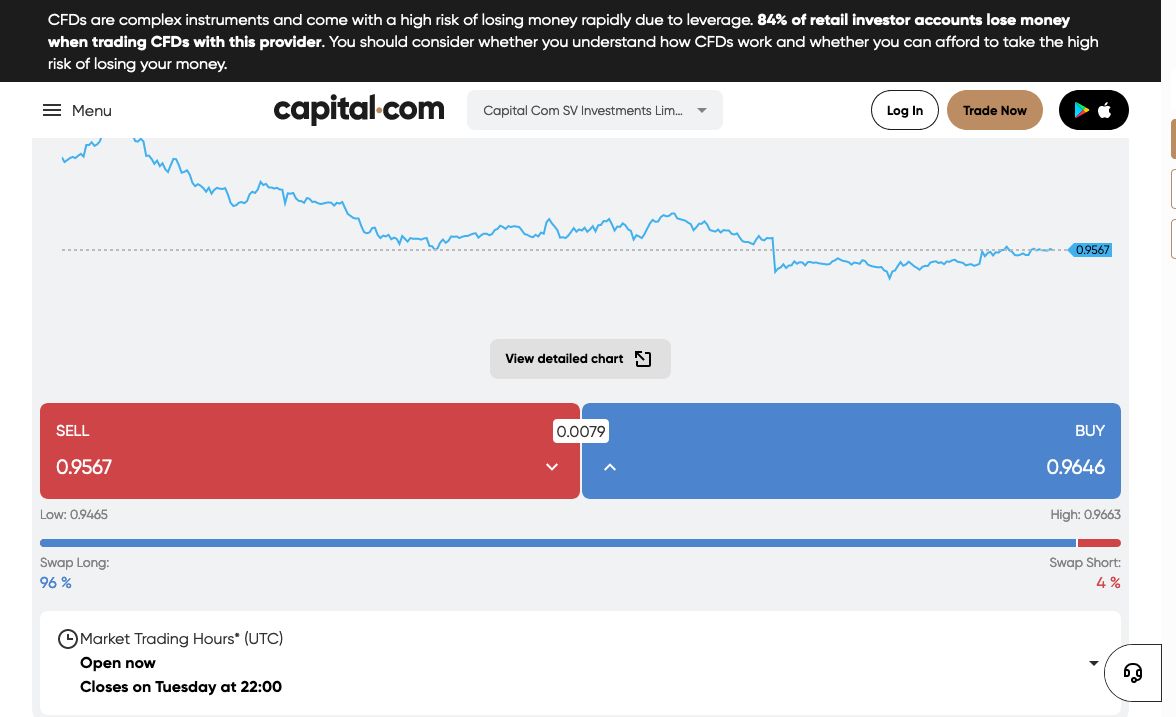 CFDs are complex instruments and come with a high risk of losing money rapidly due to leverage. 84% of retail investor accounts lose money
when trading CFDs with this provider. You should consider whether you understand how CFDs work and whether you can afford to take the high
risk of losing your money.
Menu
capital.com
Capital Com SV Investments Lim...
Log In
Trade Now
0.9567
View detailed chart
SELL
0.0079
BUY
0.9567
0.9646
Low: 0.9465
High: 0.9663
Swap Long:
Swap Short:
96 %
4 %
Market Trading Hours* (UTC)
Open now
Closes on Tuesday at 22:00